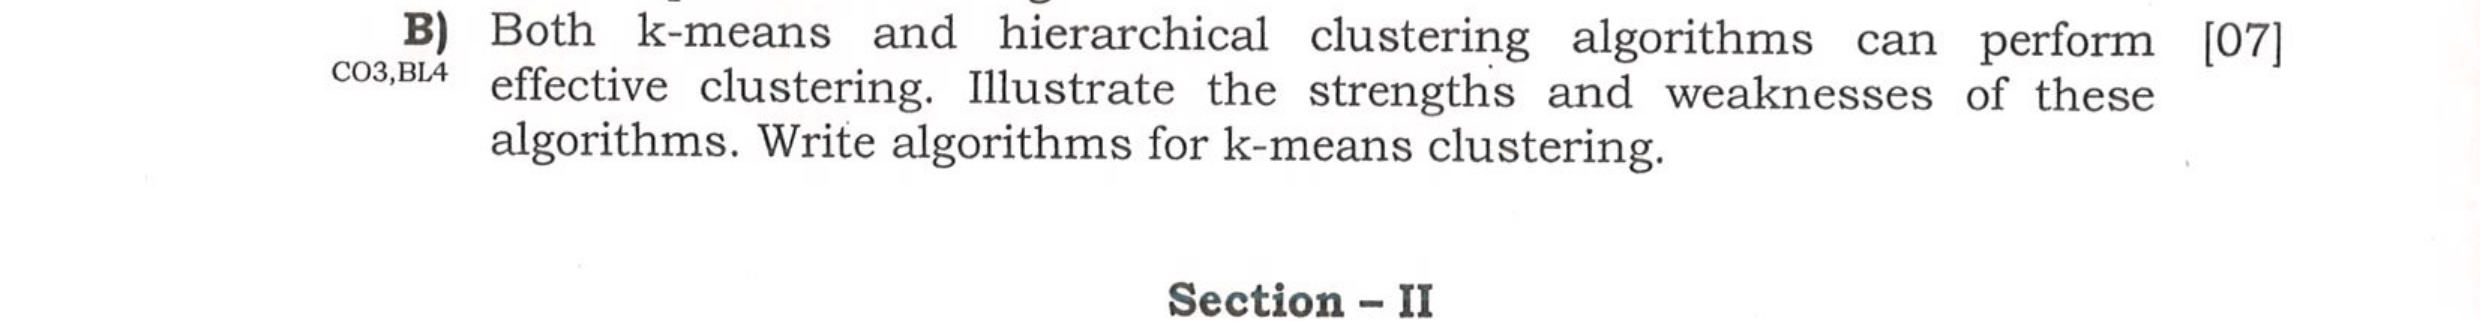 B) Both k-means and hierarchical clustering algorithms can perform [07]
CO3,BL4 effective clustering. Illustrate the strengths and weaknesses of these
algorithms. Write algorithms for k-means clustering.
Section – II